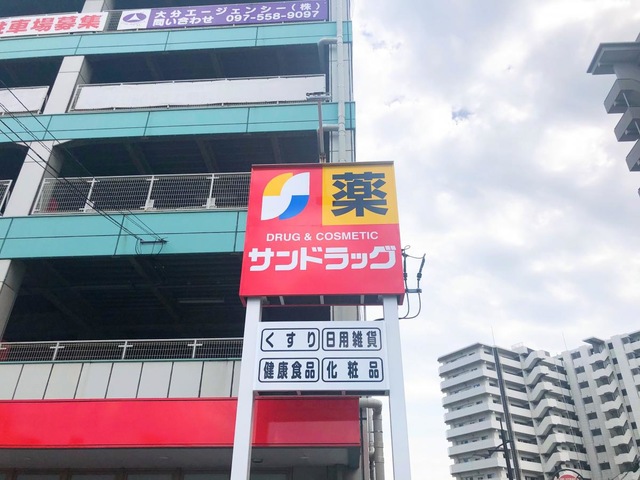 駐車場募集
大分エージェンシー(株)
問い合わせ 097-558-9097
薬
DRUG & COSMETIC
サンドラッグ
くすり 日用雑貨
健康食品 化粧品